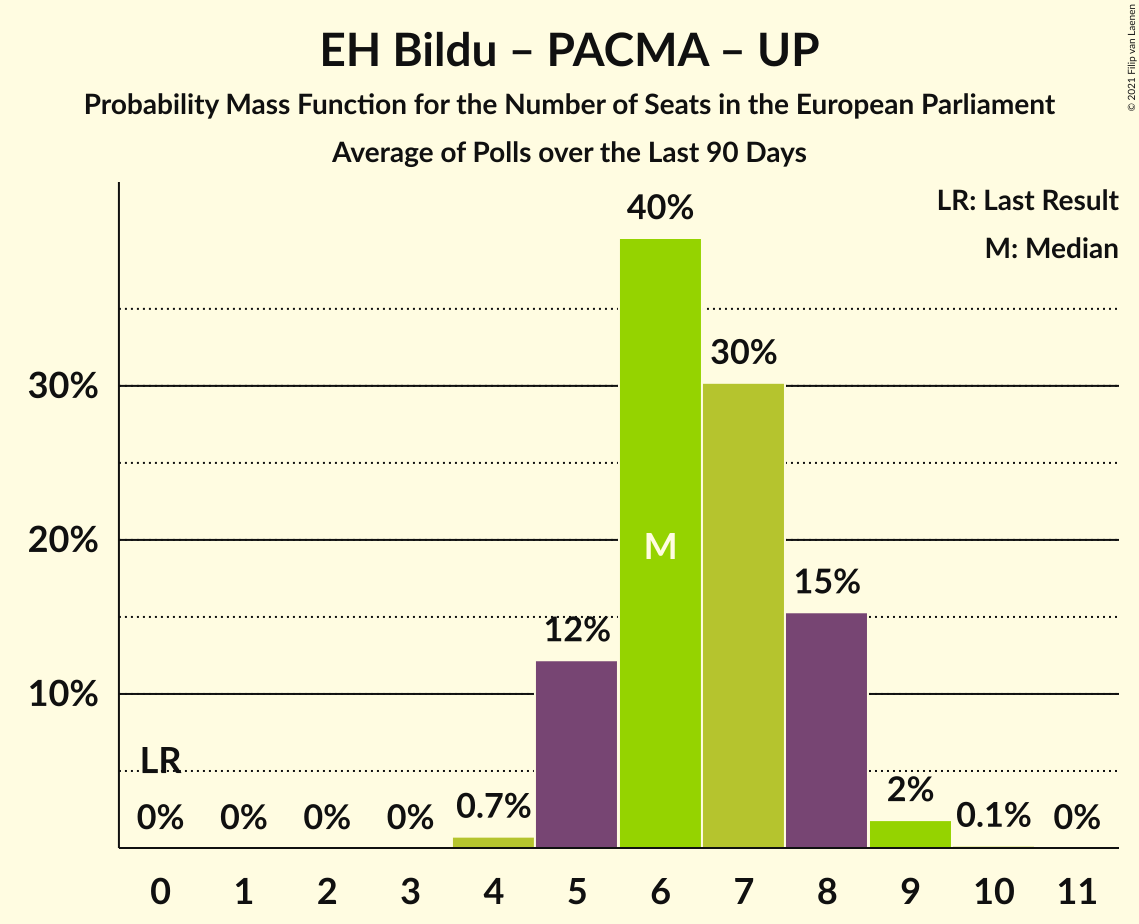 EH Bildu – PACMA – UP
Probability Mass Function for the Number of Seats in the European Parliament
Average of Polls over the Last 90 Days
© 2021 Filip van Laenen
LR: Last Result
M: Median
40%
30%
30%
20%
M
15%
12%
10%
LR
0%
0%
0%
0%
0.7%
2%
0.1%
0%
0 1 2 3 4 5 6 7 8 9 10 11